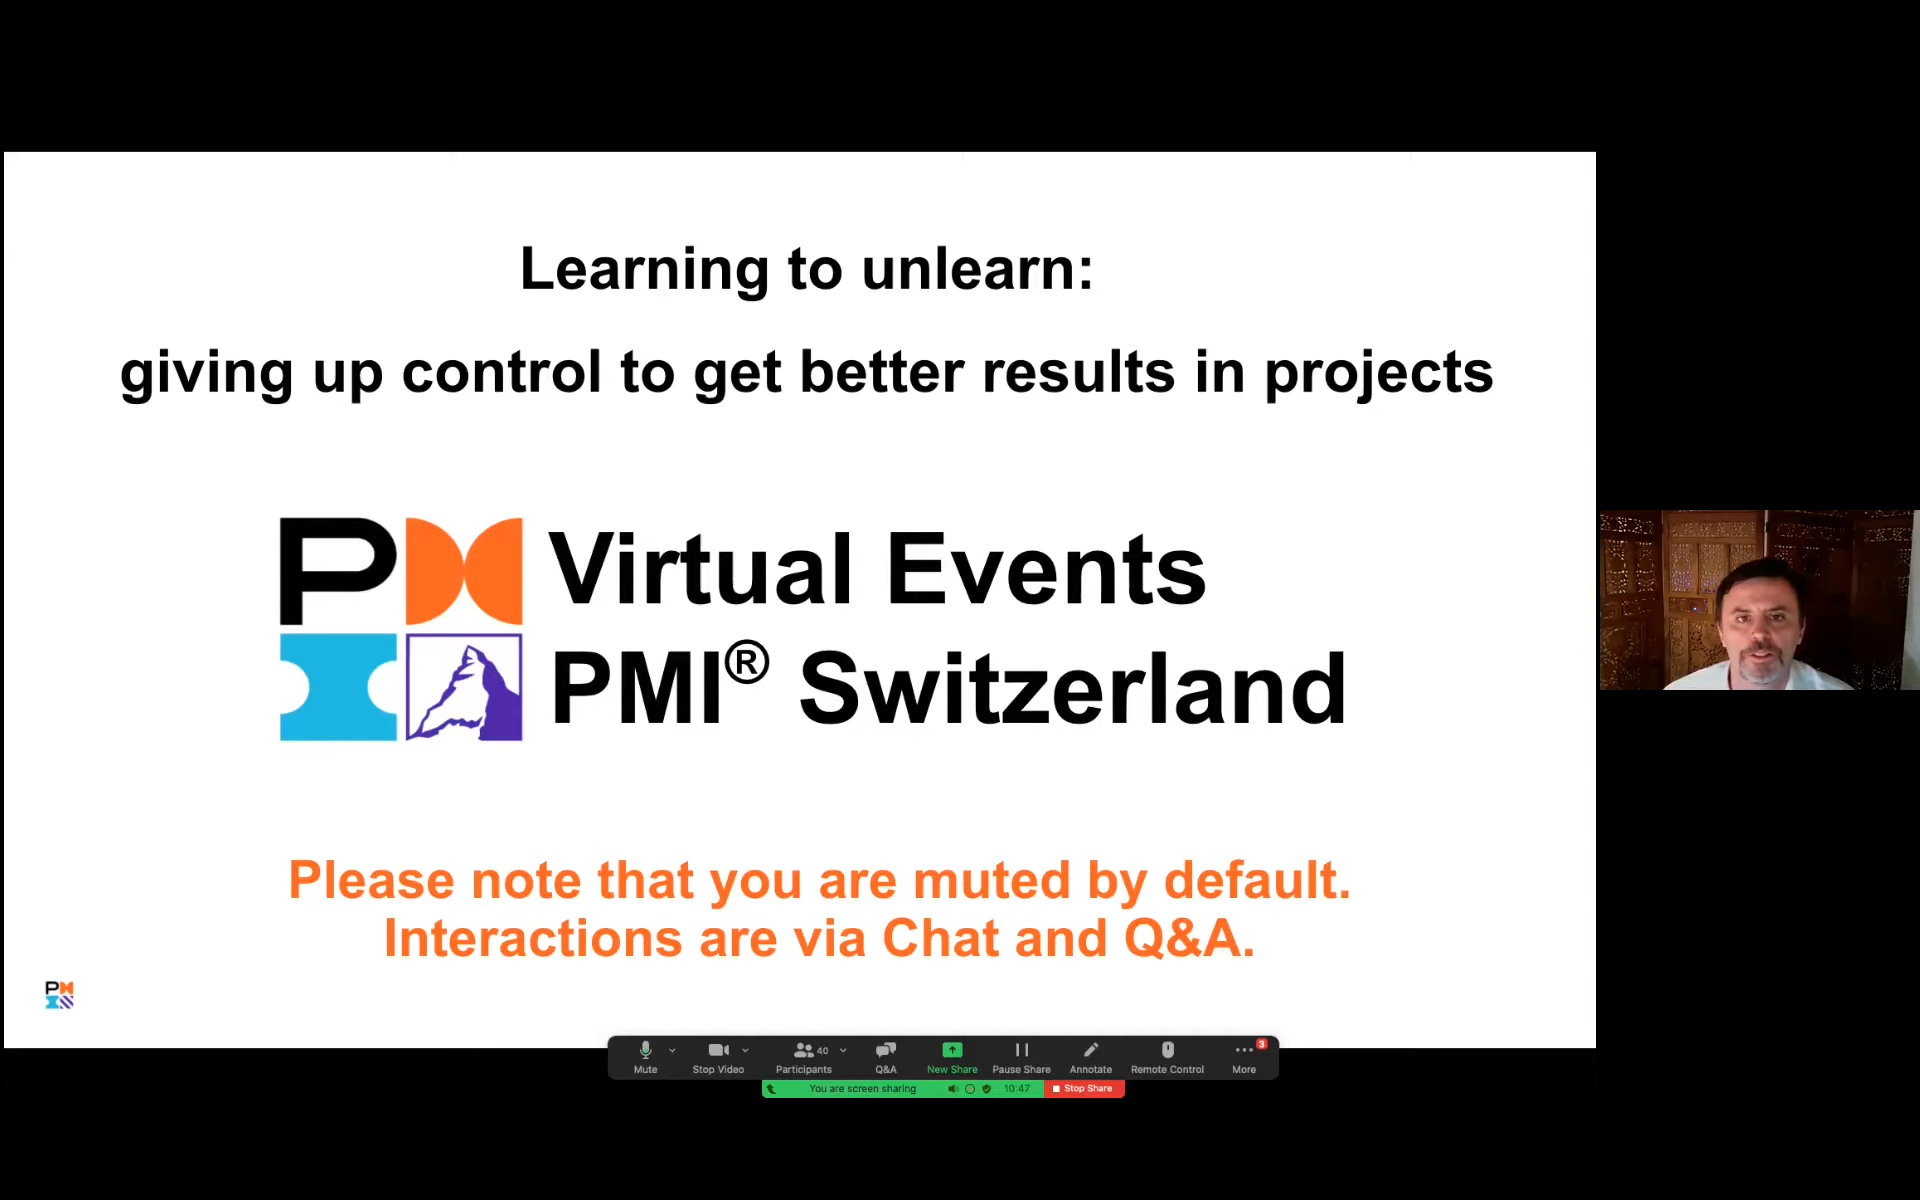 Learning to unlearn:
giving up control to get better results in projects
Virtual Events
PMI® Switzerland
Please note that you are muted by default.
Interactions are via Chat and Q&A.
40
3
Mute
Stop Video
Participants
Q&A
New Share
Pause Share
Annotate
Remote Control
More
You are screen sharing
10:47
Stop Share